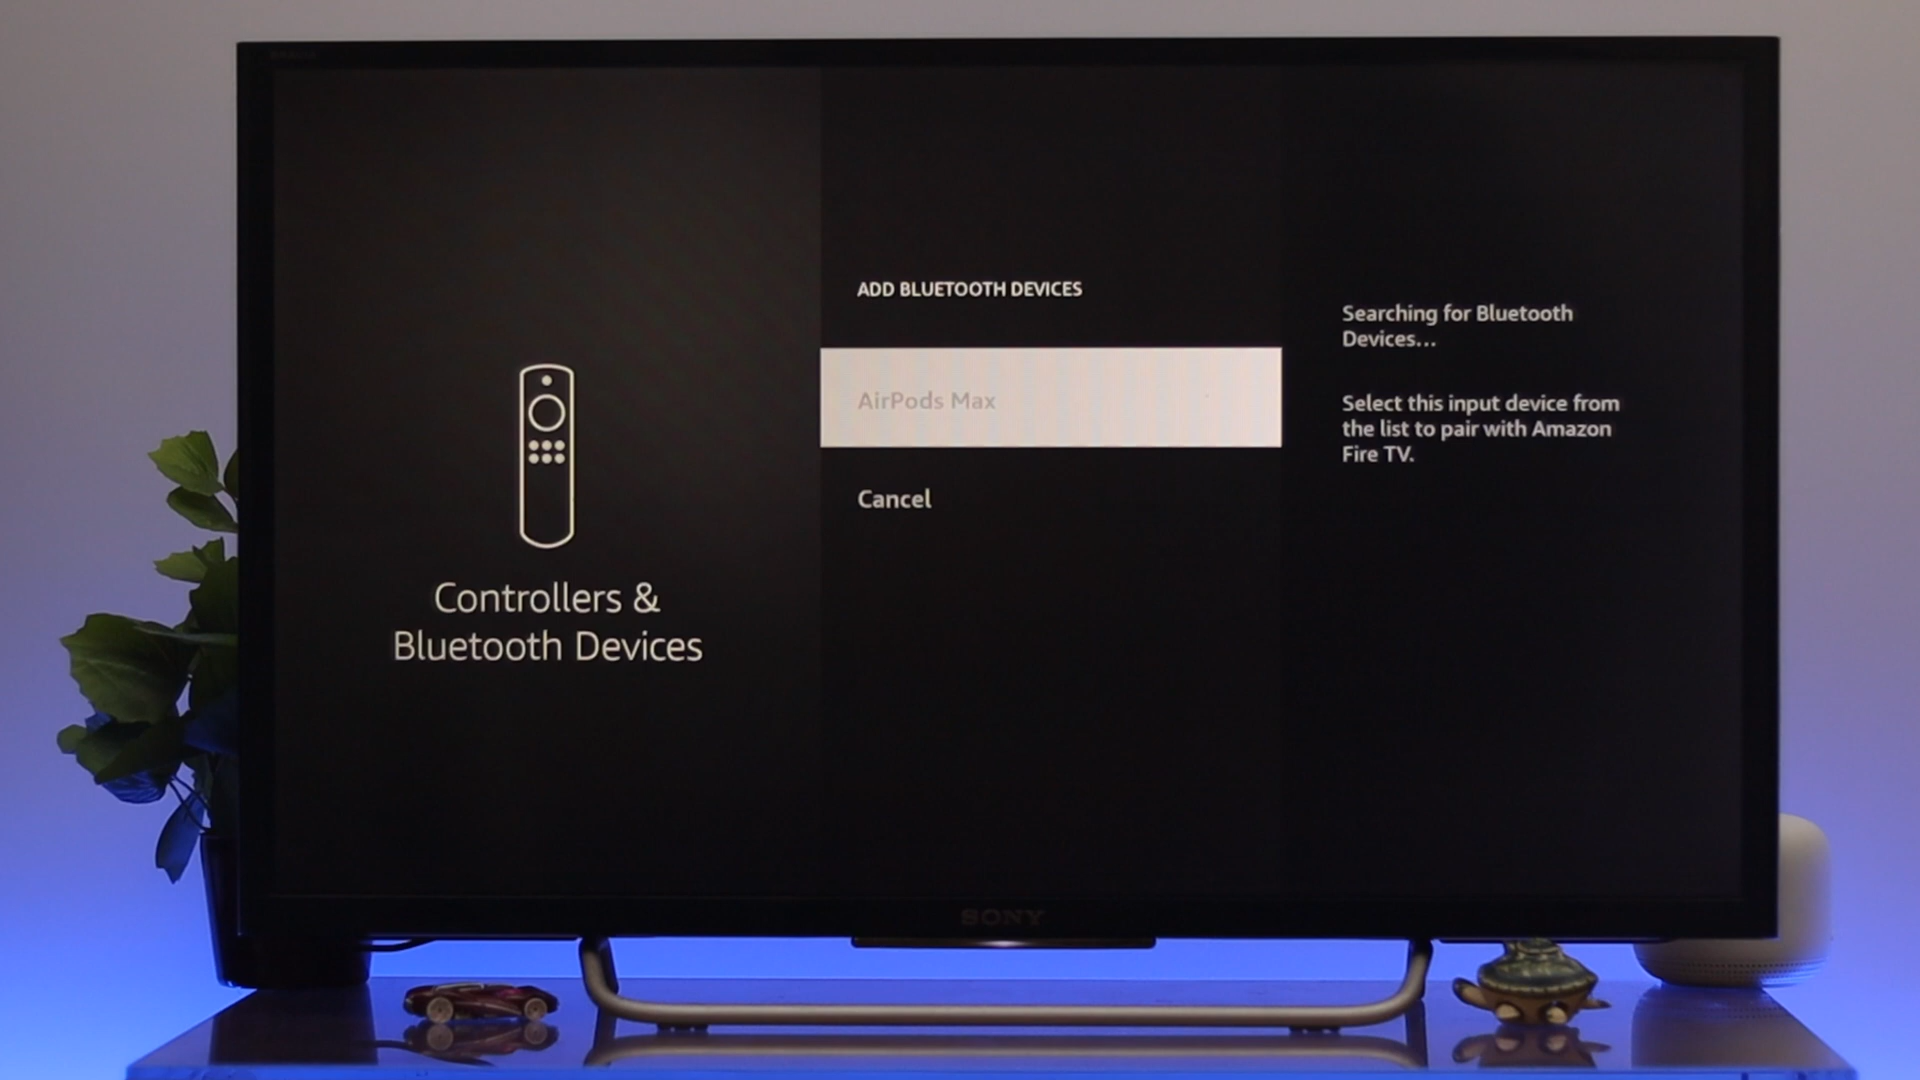 Controllers &
Bluetooth Devices
ADD BLUETOOTH DEVICES
AirPods Max
Cancel
Searching for Bluetooth
Devices...
Select this input device from
the list to pair with Amazon
Fire TV.
SONY